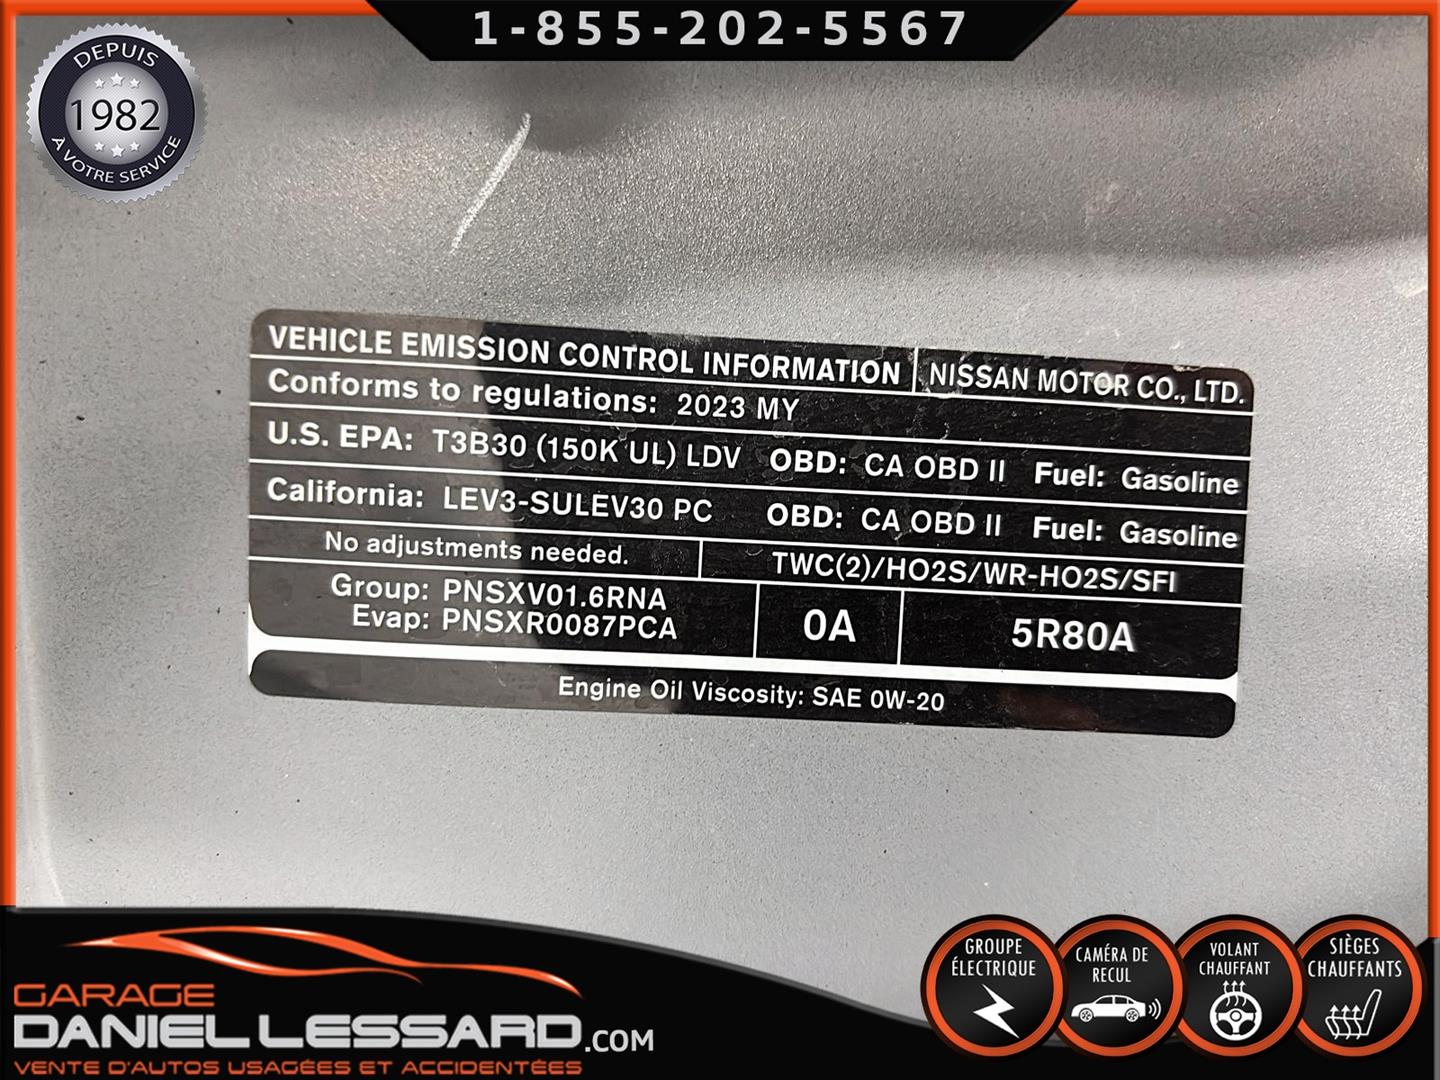 1-855-202-5567
DEPUIS
1982
À VOTRE SERVICE
VEHICLE EMISSION CONTROL INFORMATION NISSAN MOTOR CO., LTD.
Conforms to regulations: 2023 MY
U.S. EPA: T3B30 (150K UL) LDV OBD: CA OBD II Fuel: Gasoline
California: LEV3-SULEV30 PC OBD: CA OBD II Fuel: Gasoline
No adjustments needed. TWC(2)/HO2S/WR-HO2S/SFI
Group: PNSXV01.6RNA
Evap: PNSXR0087PCA
0A
5R80A
Engine Oil Viscosity: SAE 0W-20
GARAGE
DANIEL LESSARD.COM
VENTE D'AUTOS USAGÉES ET ACCIDENTÉES
GROUPE
ÉLECTRIQUE
CAMÉRA DE
RECUL
VOLANT
CHAUFFANT
SIÈGES
CHAUFFANTS